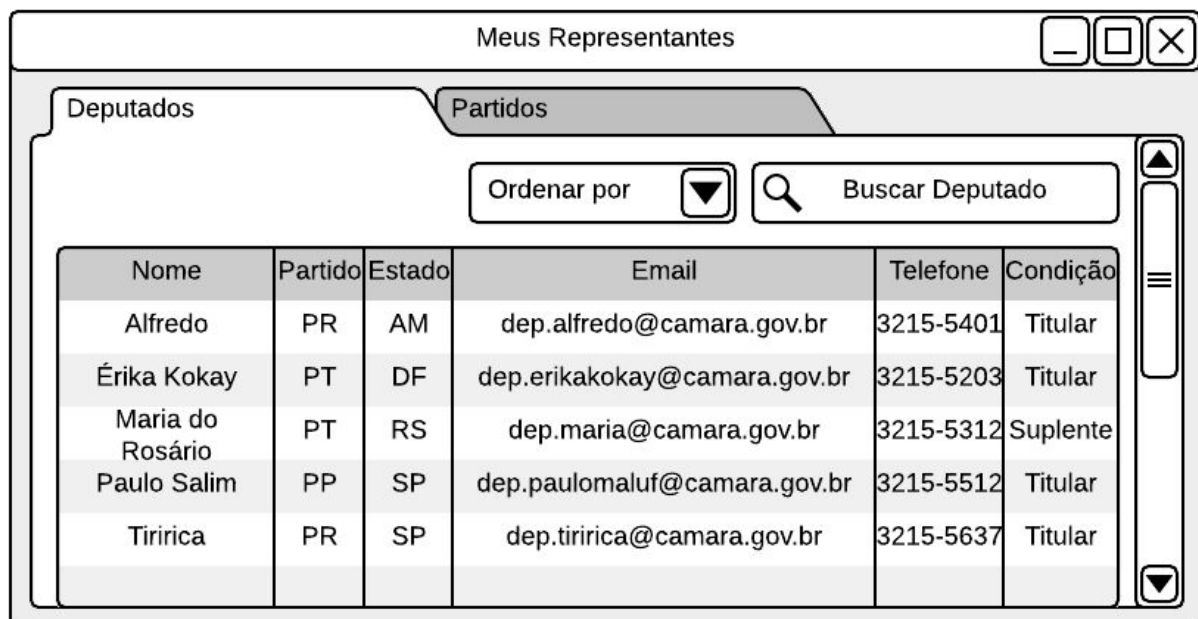 Meus Representantes
Deputados Partidos
Ordenar por Buscar Deputado
Nome Partido Estado Email Telefone Condição
Alfredo PR AM dep.alfredo@camara.gov.br 3215-5401 Titular
Érika Kokay PT DF dep.erikakokay@camara.gov.br 3215-5203 Titular
Maria do
Rosário PT RS dep.maria@camara.gov.br 3215-5312 Suplente
Paulo Salim PP SP dep.paulomaluf@camara.gov.br 3215-5512 Titular
Tiririca PR SP dep.tiririca@camara.gov.br 3215-5637 Titular